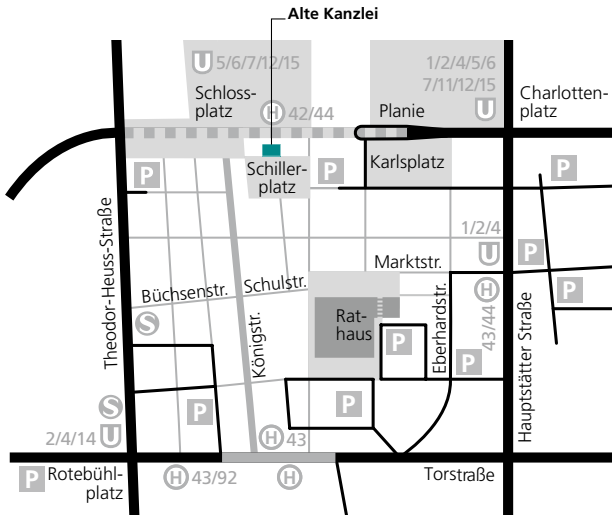 Alte Kanzlei
U 5/6/7/12/15
1/2/4/5/6
7/11/12/15
U
Schloss-
platz
H 42/44
Planie
Charlotten-
platz
P
Schiller-
platz
P
Karlsplatz
P
Theodor-Heuss-Straße
1/2/4
U
P
Marktstr.
Büchsenstr.
Schulstr.
H
43/44
P
S
Königstr.
Rat-
haus
P
Eberhardstr.
P
Hauptstätter Straße
S
P
P
2/4/14 U
H 43
P
Rotebühl-
platz
H 43/92
H
Torstraße